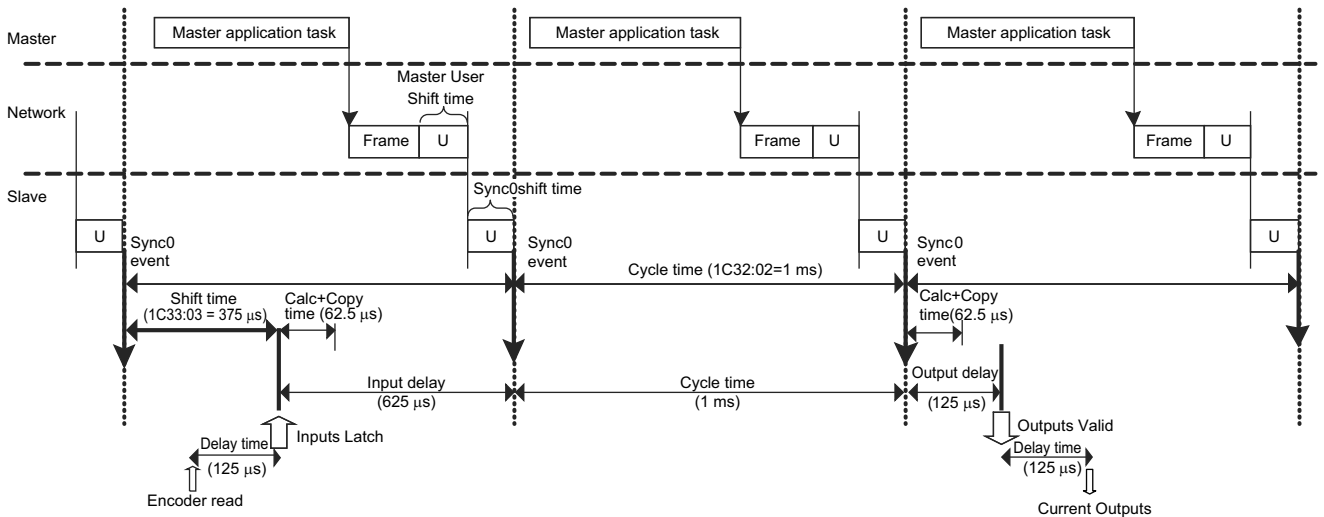 Master
Master application task
Master application task
Master application task
Master User
Shift time
Network
Frame
U
Frame
U
Frame
U
Slave
Sync0shift time
U
U
U
U
Sync0
event
Sync0
event
Sync0
event
Cycle time (1C32:02=1 ms)
Shift time
(1C33:03 = 375 μs)
Calc+Copy
time (62.5 μs)
Calc+Copy
time(62.5 μs)
Input delay
(625 μs)
Cycle time
(1 ms)
Output delay
(125 μs)
Inputs Latch
Outputs Valid
Delay time
(125 μs)
Delay time
(125 μs)
Encoder read
Current Outputs